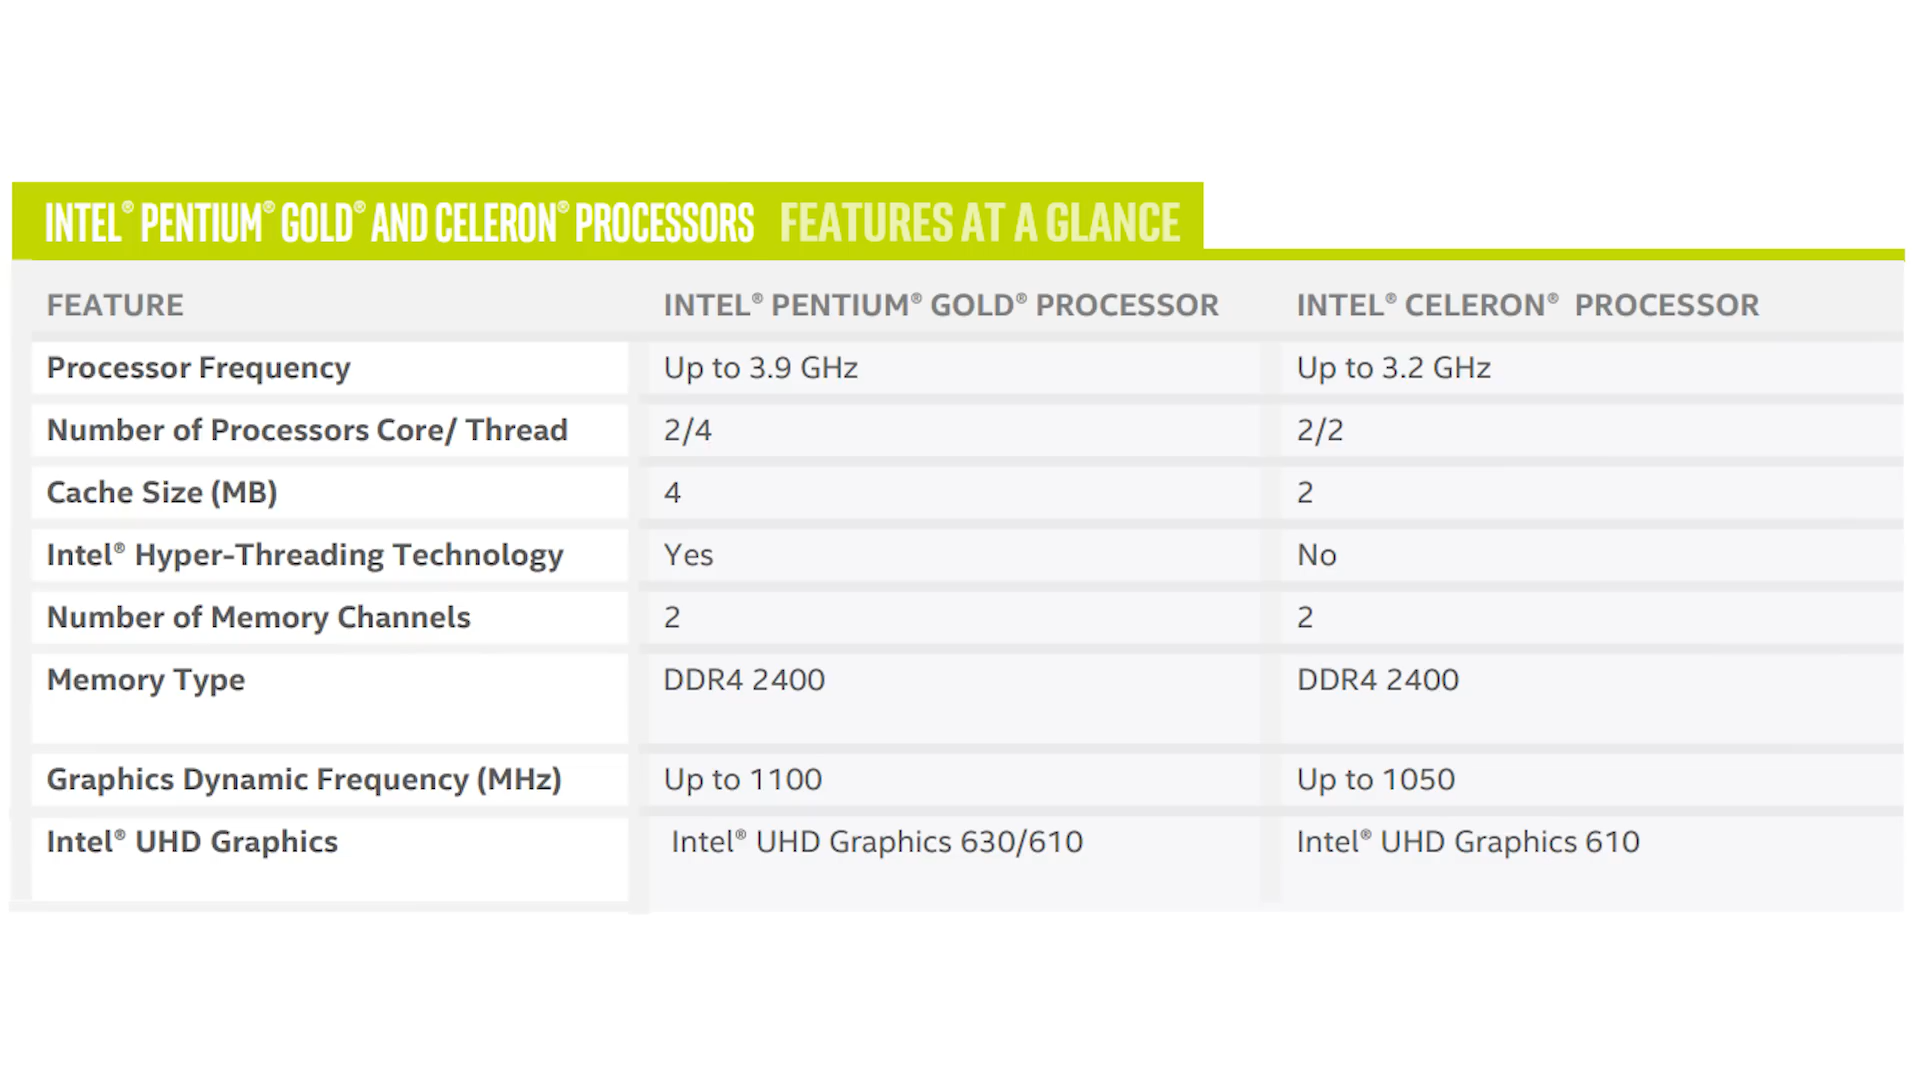 INTEL® PENTIUM® GOLD® AND CELERON® PROCESSORS FEATURES AT A GLANCE
FEATURE INTEL® PENTIUM® GOLD® PROCESSOR INTEL® CELERON® PROCESSOR
Processor Frequency Up to 3.9 GHz Up to 3.2 GHz
Number of Processors Core/ Thread 2/4 2/2
Cache Size (MB) 4 2
Intel® Hyper-Threading Technology Yes No
Number of Memory Channels 2 2
Memory Type DDR4 2400 DDR4 2400
Graphics Dynamic Frequency (MHz) Up to 1100 Up to 1050
Intel® UHD Graphics Intel® UHD Graphics 630/610 Intel® UHD Graphics 610